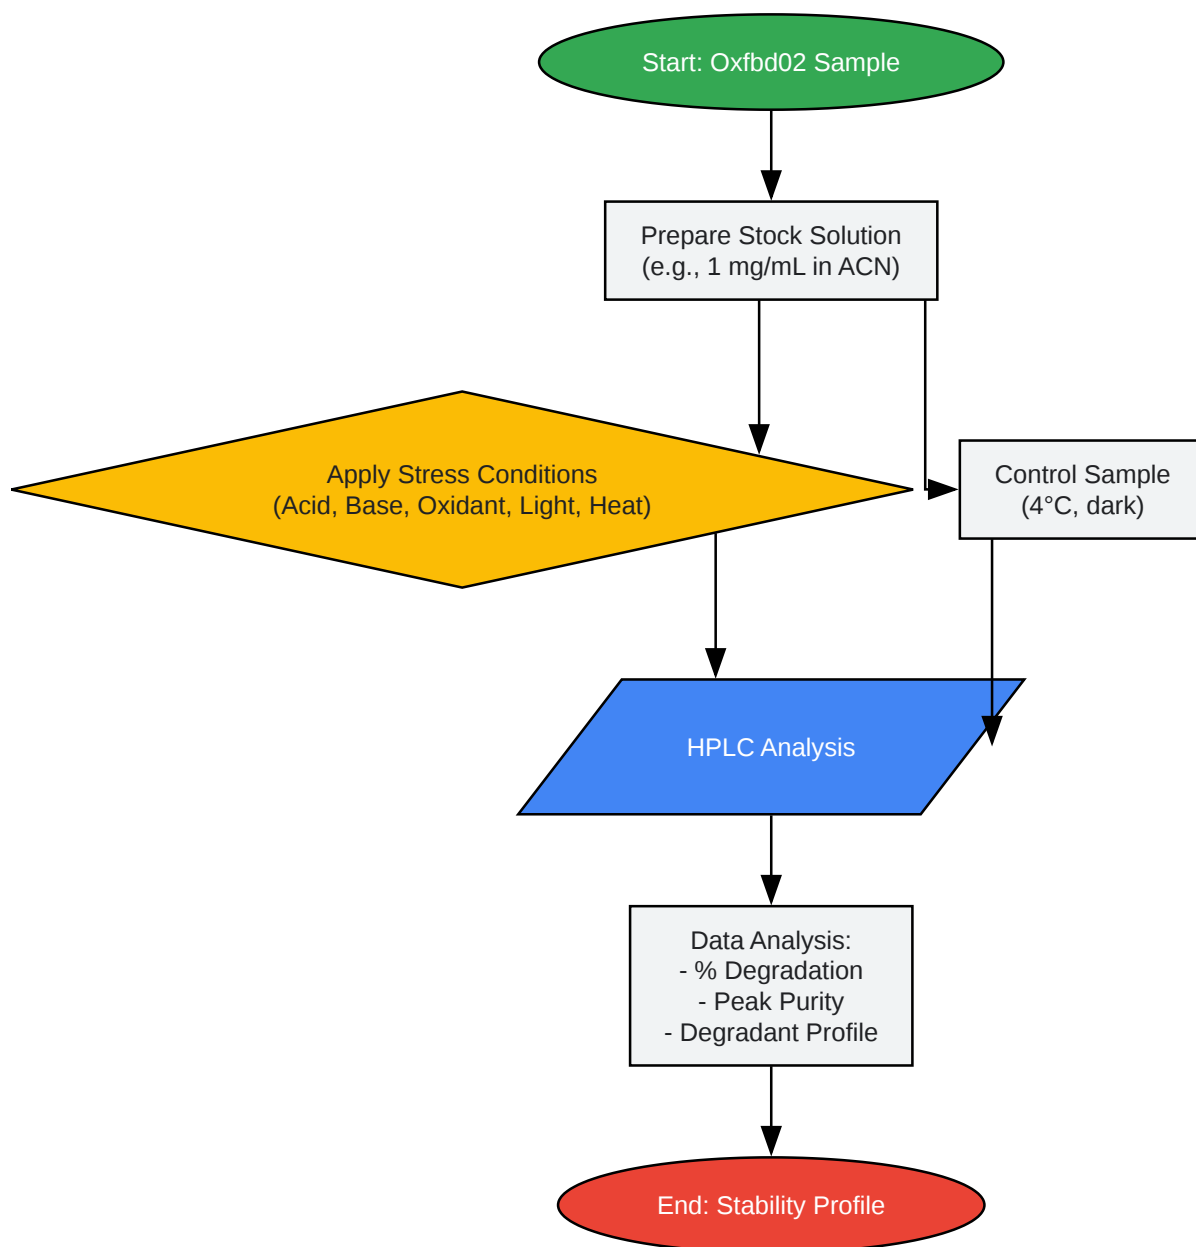 Start: Oxfbd02 Sample
Prepare Stock Solution
(e.g., 1 mg/mL in ACN)
Apply Stress Conditions
(Acid, Base, Oxidant, Light, Heat)
Control Sample
(4°C, dark)
HPLC Analysis
Data Analysis:
- % Degradation
- Peak Purity
- Degradant Profile
End: Stability Profile